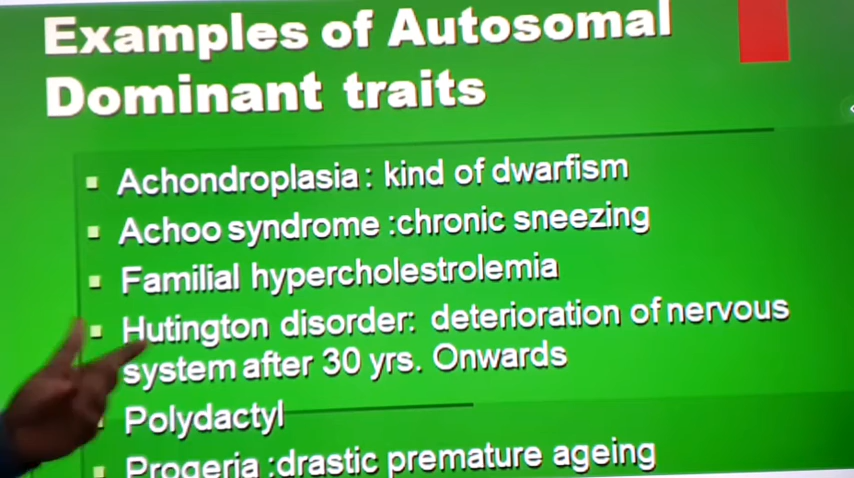 Examples of Autosomal
Dominant traits
Achondroplasia : kind of dwarfism
Achoo syndrome :chronic sneezing
Familial hypercholestrolemia
Hutington disorder: deterioration of nervous
system after 30 yrs. Onwards
Polydactyl
Progeria :drastic premature ageing